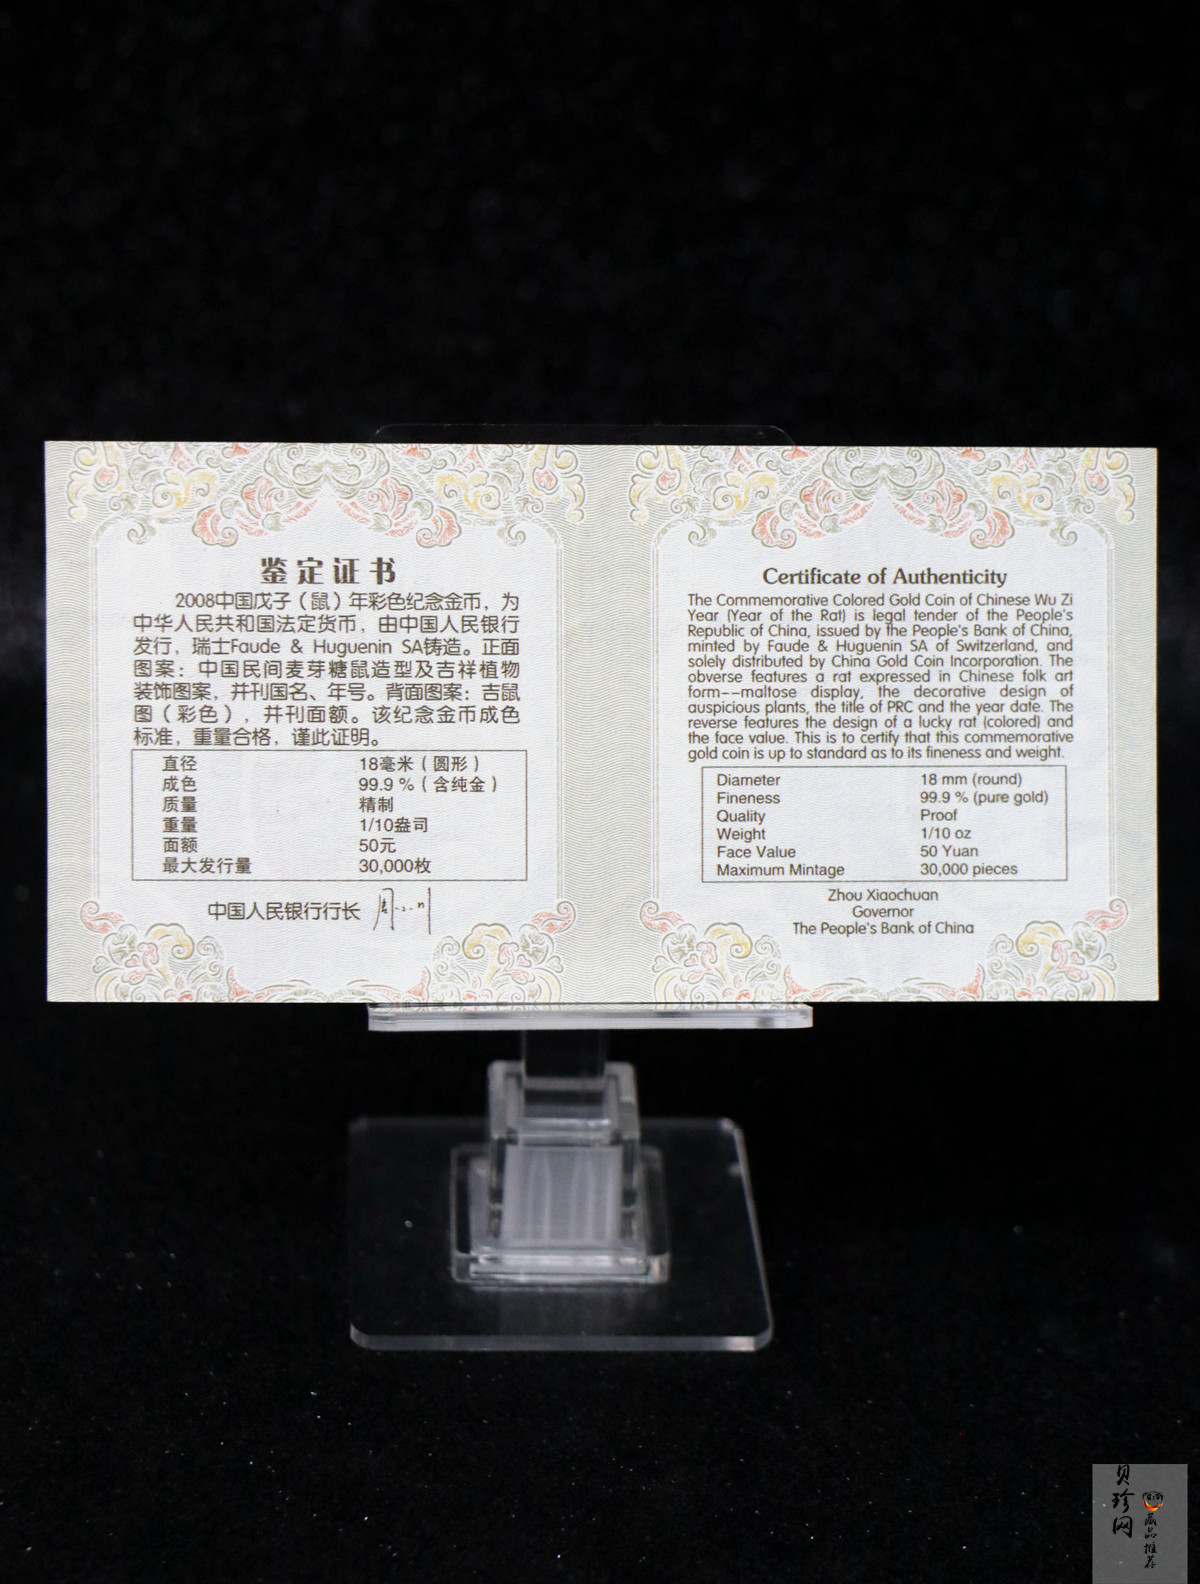 鉴定证书
2008中国戊子（鼠）年彩色纪念金币，为
中华人民共和国法定货币，由中国人民银行
发行，瑞士Faude & Huguenin SA铸造。正面
图案：中国民间麦芽糖鼠造型及吉祥植物
装饰图案，并刊国名、年号。背面图案：吉鼠
图（彩色），并刊面额。该纪念金币成色
标准，重量合格，谨此证明。
直径 18毫米（圆形）
成色 99.9 %（含纯金）
质量 精制
重量 1/10盎司
面额 50元
最大发行量 30,000枚
中国人民银行行长
Certificate of Authenticity
The Commemorative Colored Gold Coin of Chinese Wu Zi
Year (Year of the Rat) is legal tender of the People's
Republic of China, issued by the People's Bank of China,
minted by Faude & Huguenin SA of Switzerland, and
solely distributed by China Gold Coin Incorporation. The
obverse features a rat expressed in Chinese folk art
form--maltose display, the decorative design of
auspicious plants, the title of PRC and the year date. The
reverse features the design of a lucky rat (colored) and
the face value. This is to certify that this commemorative
gold coin is up to standard as to its fineness and weight.
Diameter 18 mm (round)
Fineness 99.9 % (pure gold)
Quality Proof
Weight 1/10 oz
Face Value 50 Yuan
Maximum Mintage 30,000 pieces
Zhou Xiaochuan
Governor
The People's Bank of China
贝珍网
藏品推荐